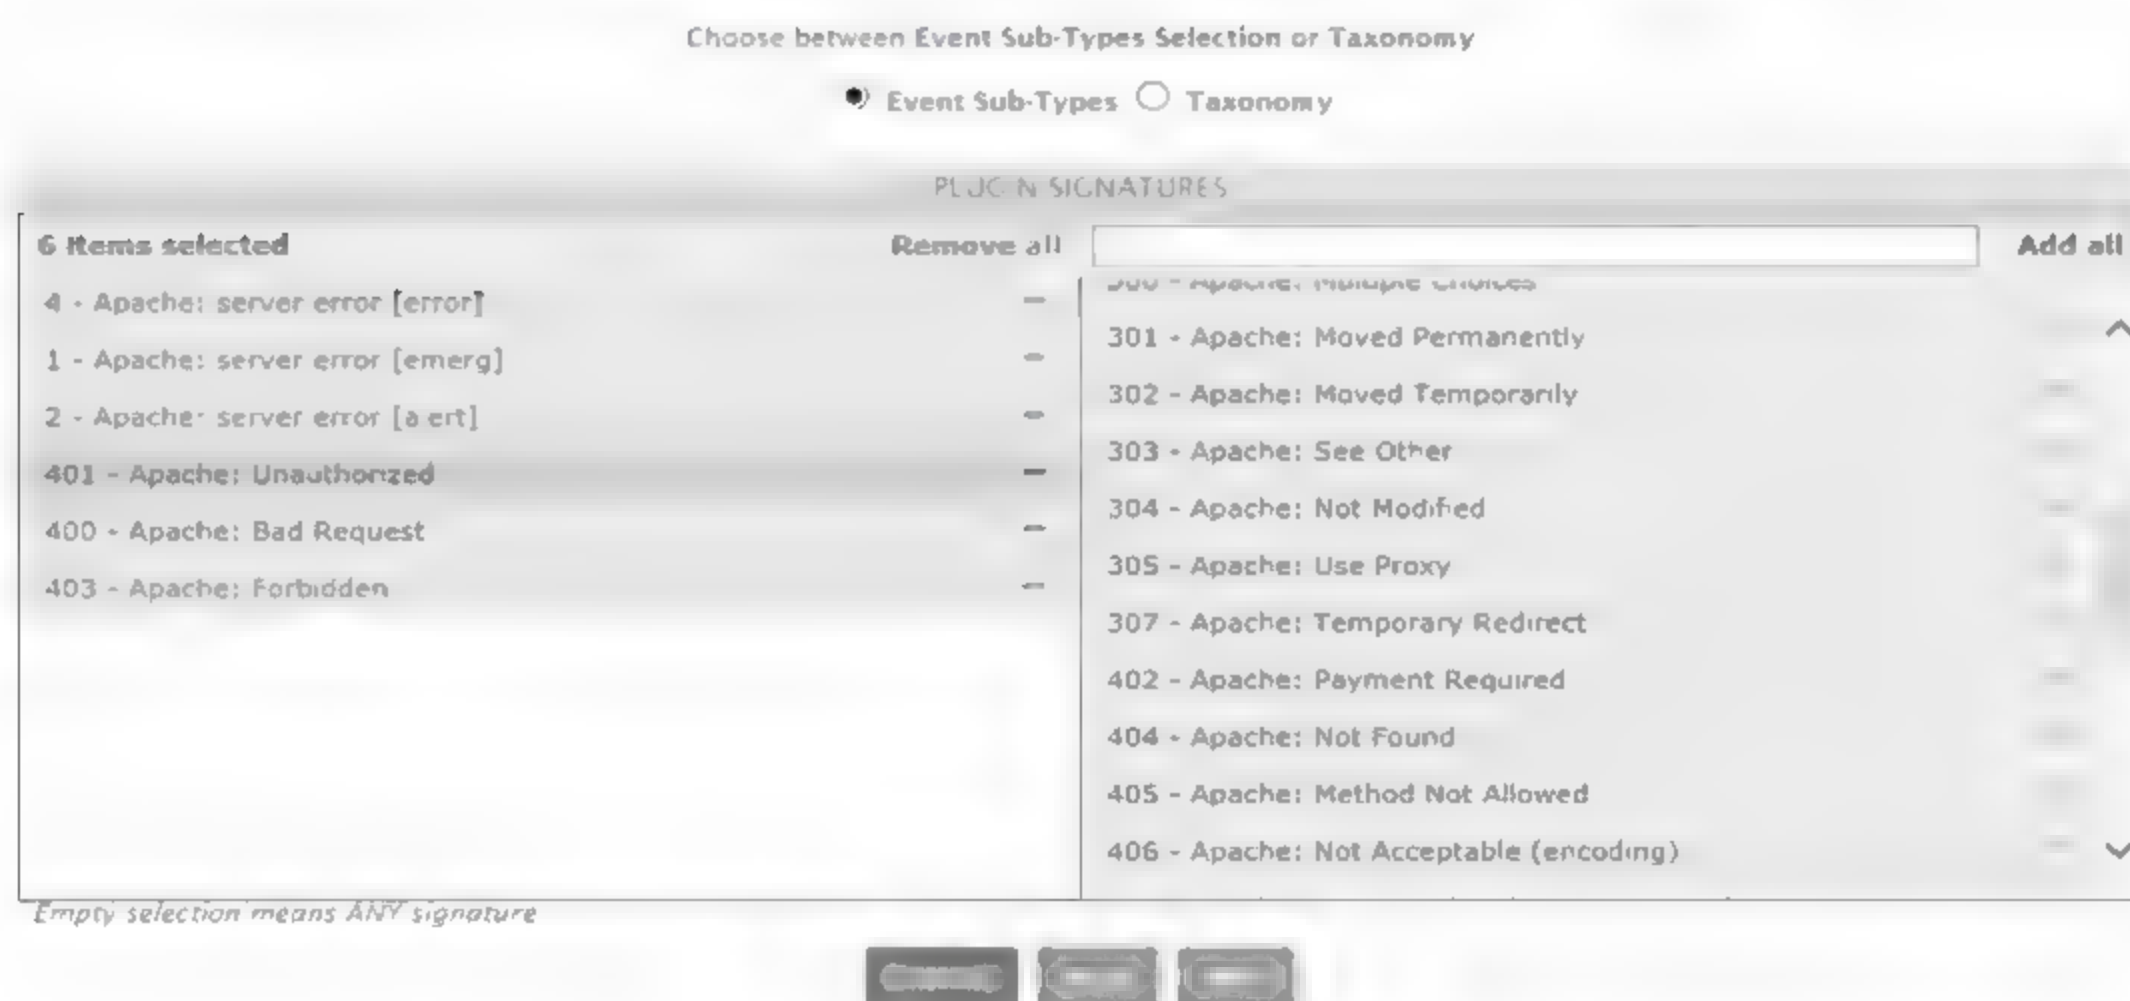 Choose between Event Sub-Types Selection or Taxonomy
Event Sub-Types Taxonomy
PLUGIN SIGNATURES
6 items selected Remove all
4 - Apache: server error [error]
1 - Apache: server error [emerg]
2 - Apache: server error [alert]
401 - Apache: Unauthorized
400 - Apache: Bad Request
403 - Apache: Forbidden
Add all
300 - Apache: Multiple Choices
301 - Apache: Moved Permanently
302 - Apache: Moved Temporarily
303 - Apache: See Other
304 - Apache: Not Modified
305 - Apache: Use Proxy
307 - Apache: Temporary Redirect
402 - Apache: Payment Required
404 - Apache: Not Found
405 - Apache: Method Not Allowed
406 - Apache: Not Acceptable (encoding)
Empty selection means ANY signature